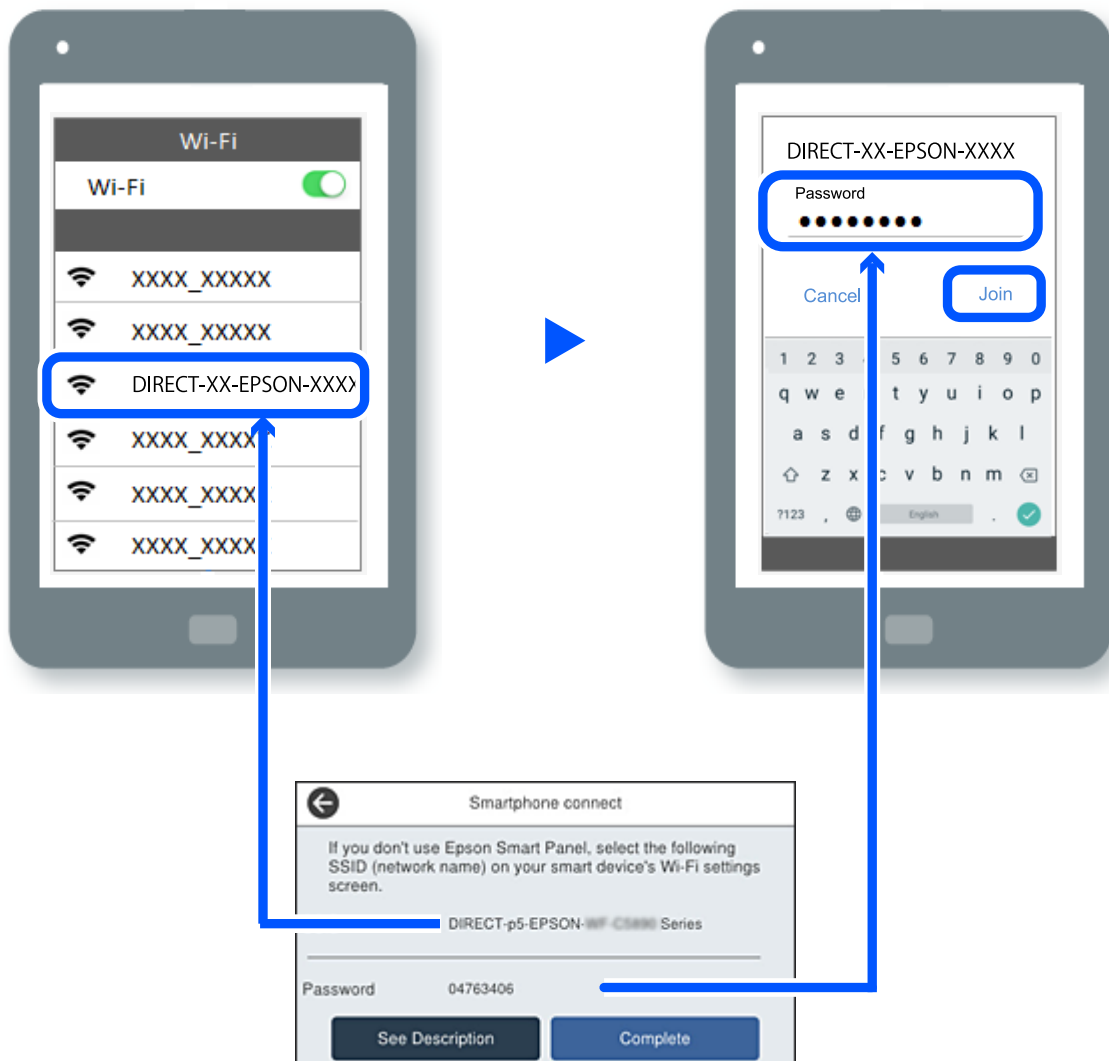 Wi-Fi
Wi-Fi
XXXX_XXXXX
XXXX_XXXXX
DIRECT-XX-EPSON-XXXX
XXXX_XXXX
XXXX_XXXX
XXXX_XXXX
DIRECT-XX-EPSON-XXXX
Password
••••••••
Cancel
Join
1 2 3 5 6 7 8 9 0
q w e t y u i o p
a s d f g h j k l
z x c v b n m
?123 , English .
Smartphone connect
If you don't use Epson Smart Panel, select the following
SSID (network name) on your smart device's Wi-Fi settings
screen.
DIRECT-p5-EPSON- Series
Password 04763406
See Description
Complete